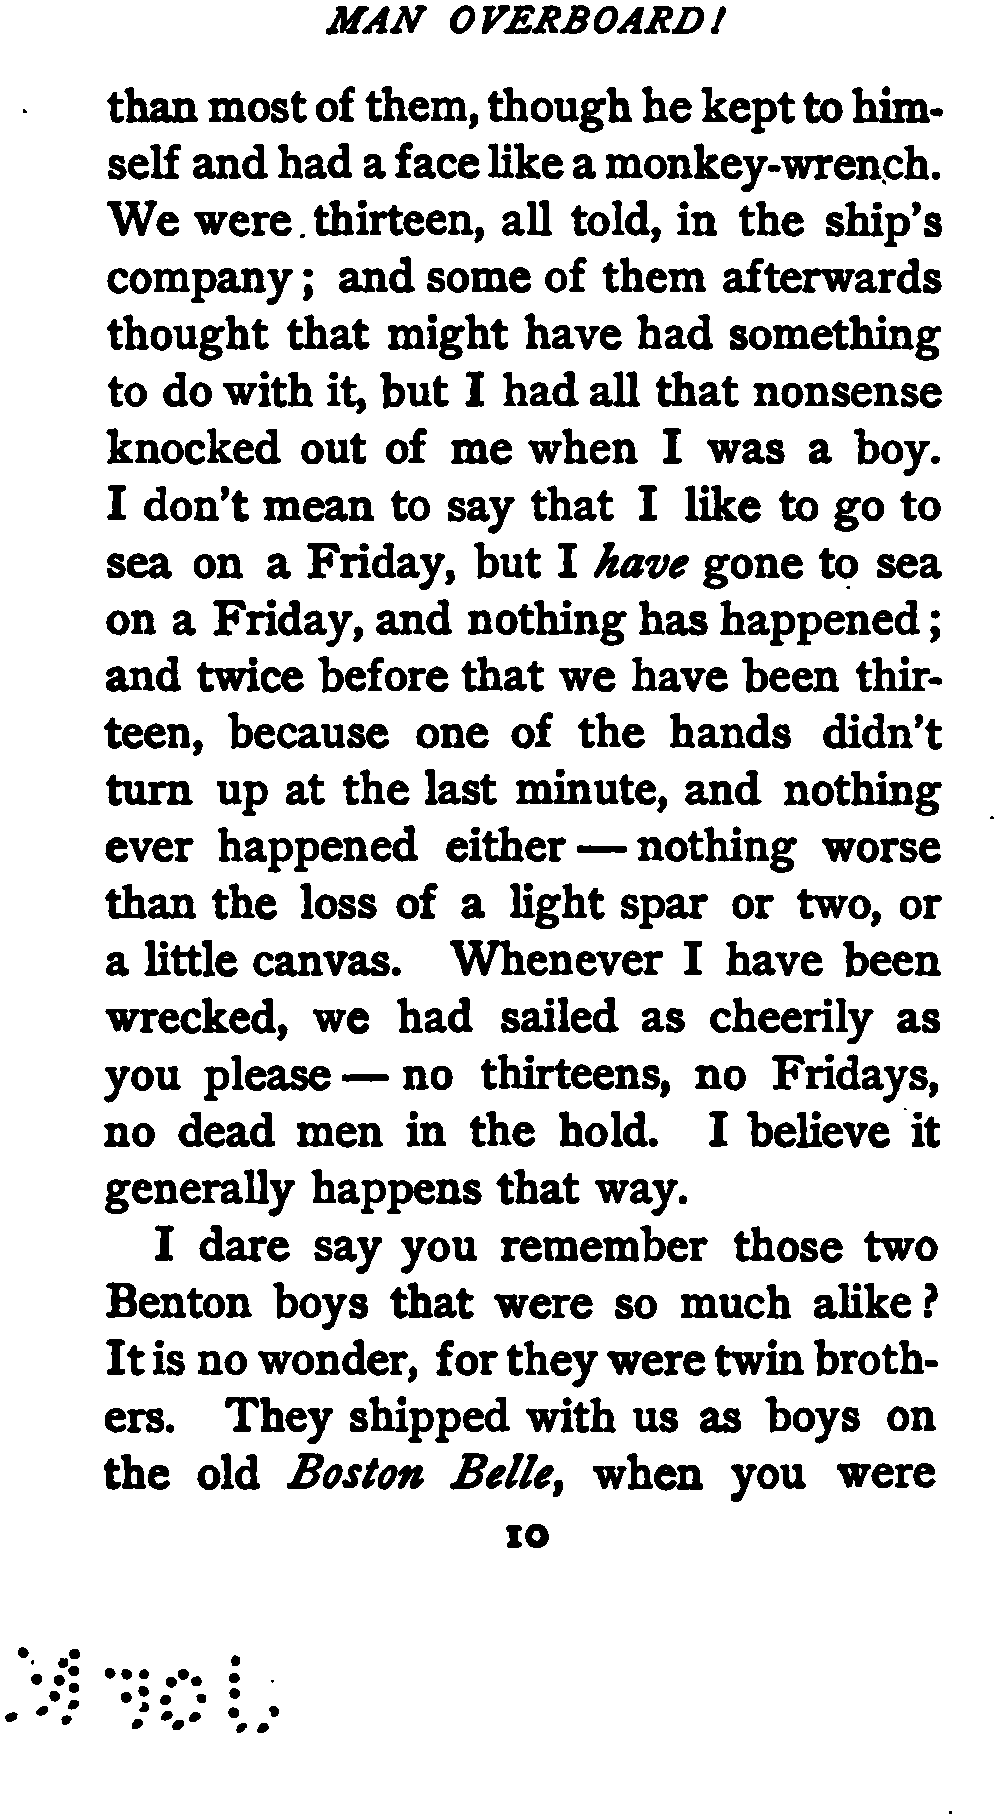 MAN OVERBOARD!
than most of them, though he kept to him-
self and had a face like a monkey-wrench.
We were thirteen, all told, in the ship's
company; and some of them afterwards
thought that might have had something
to do with it, but I had all that nonsense
knocked out of me when I was a boy.
I don't mean to say that I like to go to
sea on a Friday, but I have gone to sea
on a Friday, and nothing has happened;
and twice before that we have been thir-
teen, because one of the hands didn't
turn up at the last minute, and nothing
ever happened either — nothing worse
than the loss of a light spar or two, or
a little canvas. Whenever I have been
wrecked, we had sailed as cheerily as
you please — no thirteens, no Fridays,
no dead men in the hold. I believe it
generally happens that way.
I dare say you remember those two
Benton boys that were so much alike?
It is no wonder, for they were twin broth-
ers. They shipped with us as boys on
the old Boston Belle, when you were
10